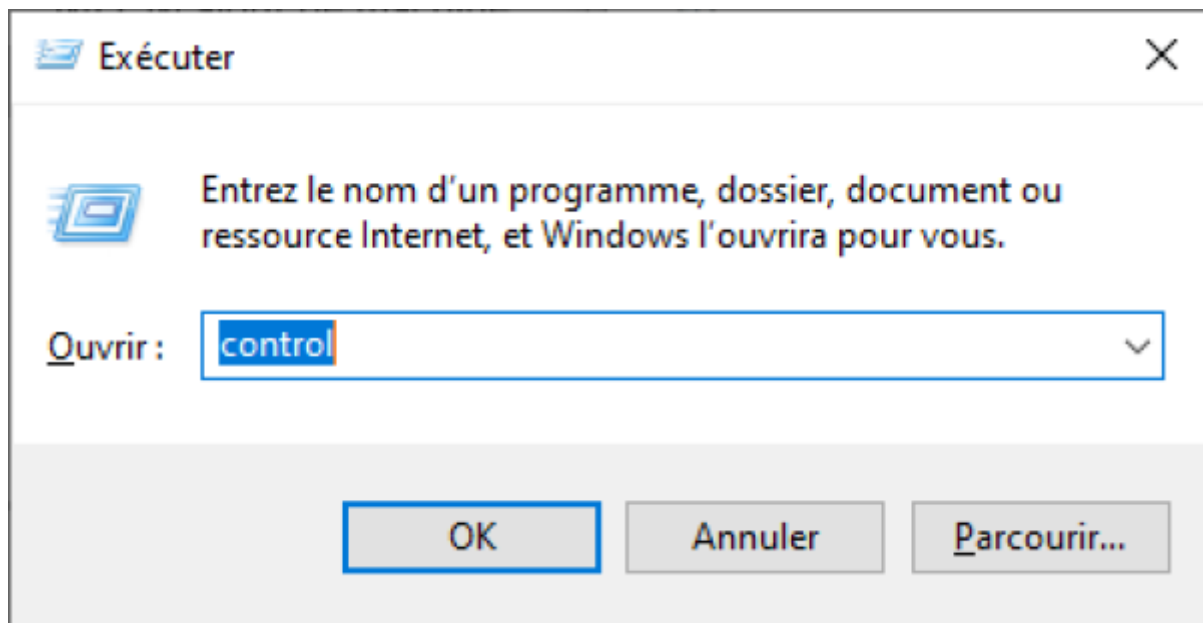 Exécuter
Entrez le nom d'un programme, dossier, document ou
ressource Internet, et Windows l'ouvrira pour vous.
Ouvrir : control
OK Annuler Parcourir...